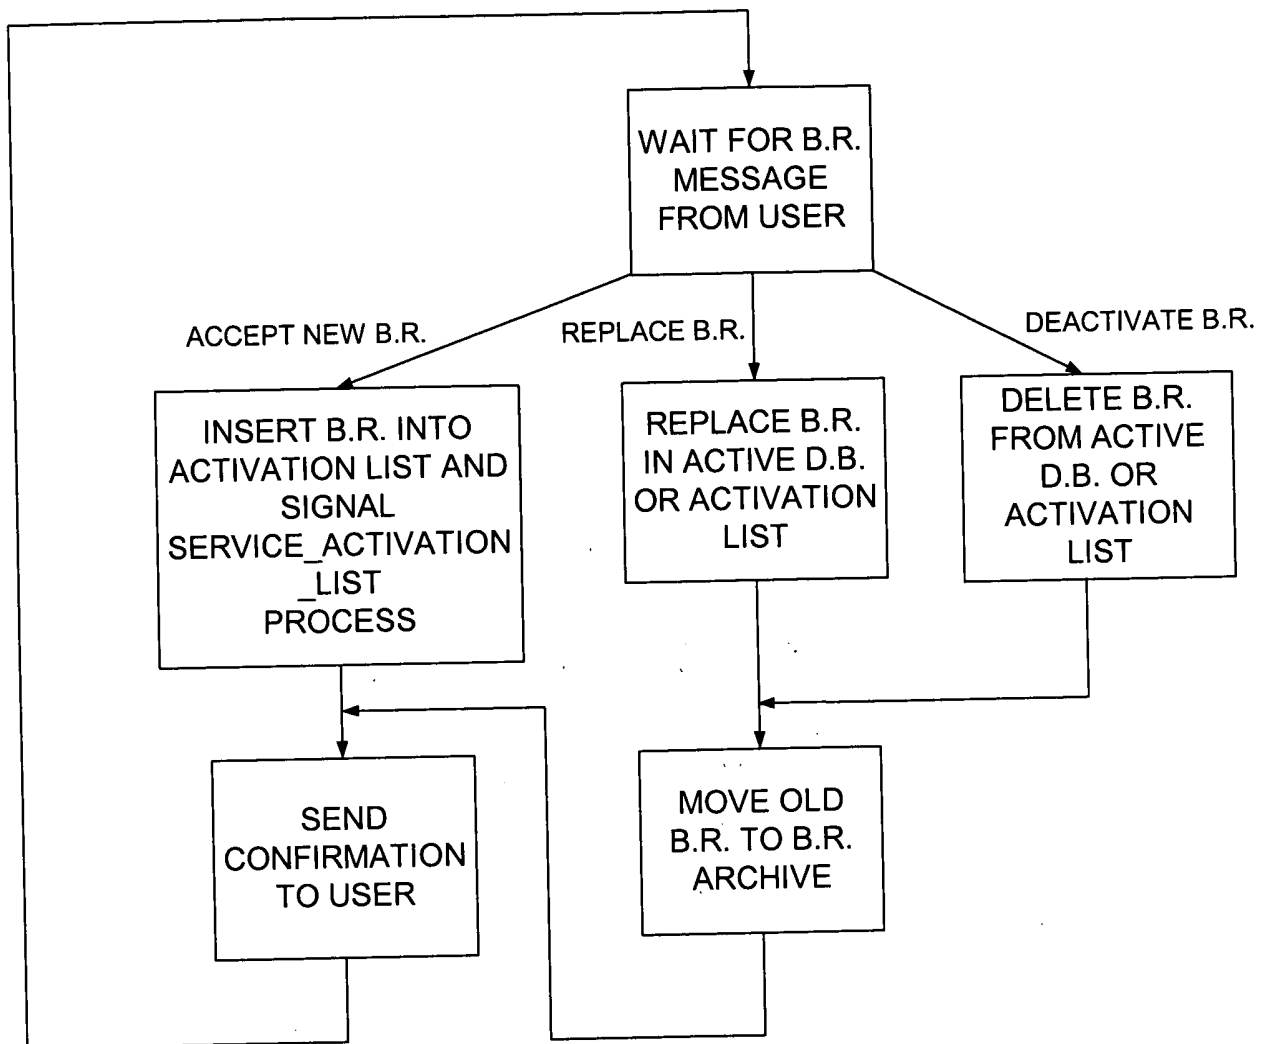 WAIT FOR B.R.
MESSAGE
FROM USER
ACCEPT NEW B.R.
REPLACE B.R.
DEACTIVATE B.R.
INSERT B.R. INTO
ACTIVATION LIST AND
SIGNAL
SERVICE_ACTIVATION
_LIST
PROCESS
REPLACE B.R.
IN ACTIVE D.B.
OR ACTIVATION
LIST
DELETE B.R.
FROM ACTIVE
D.B. OR
ACTIVATION
LIST
SEND
CONFIRMATION
TO USER
MOVE OLD
B.R. TO B.R.
ARCHIVE